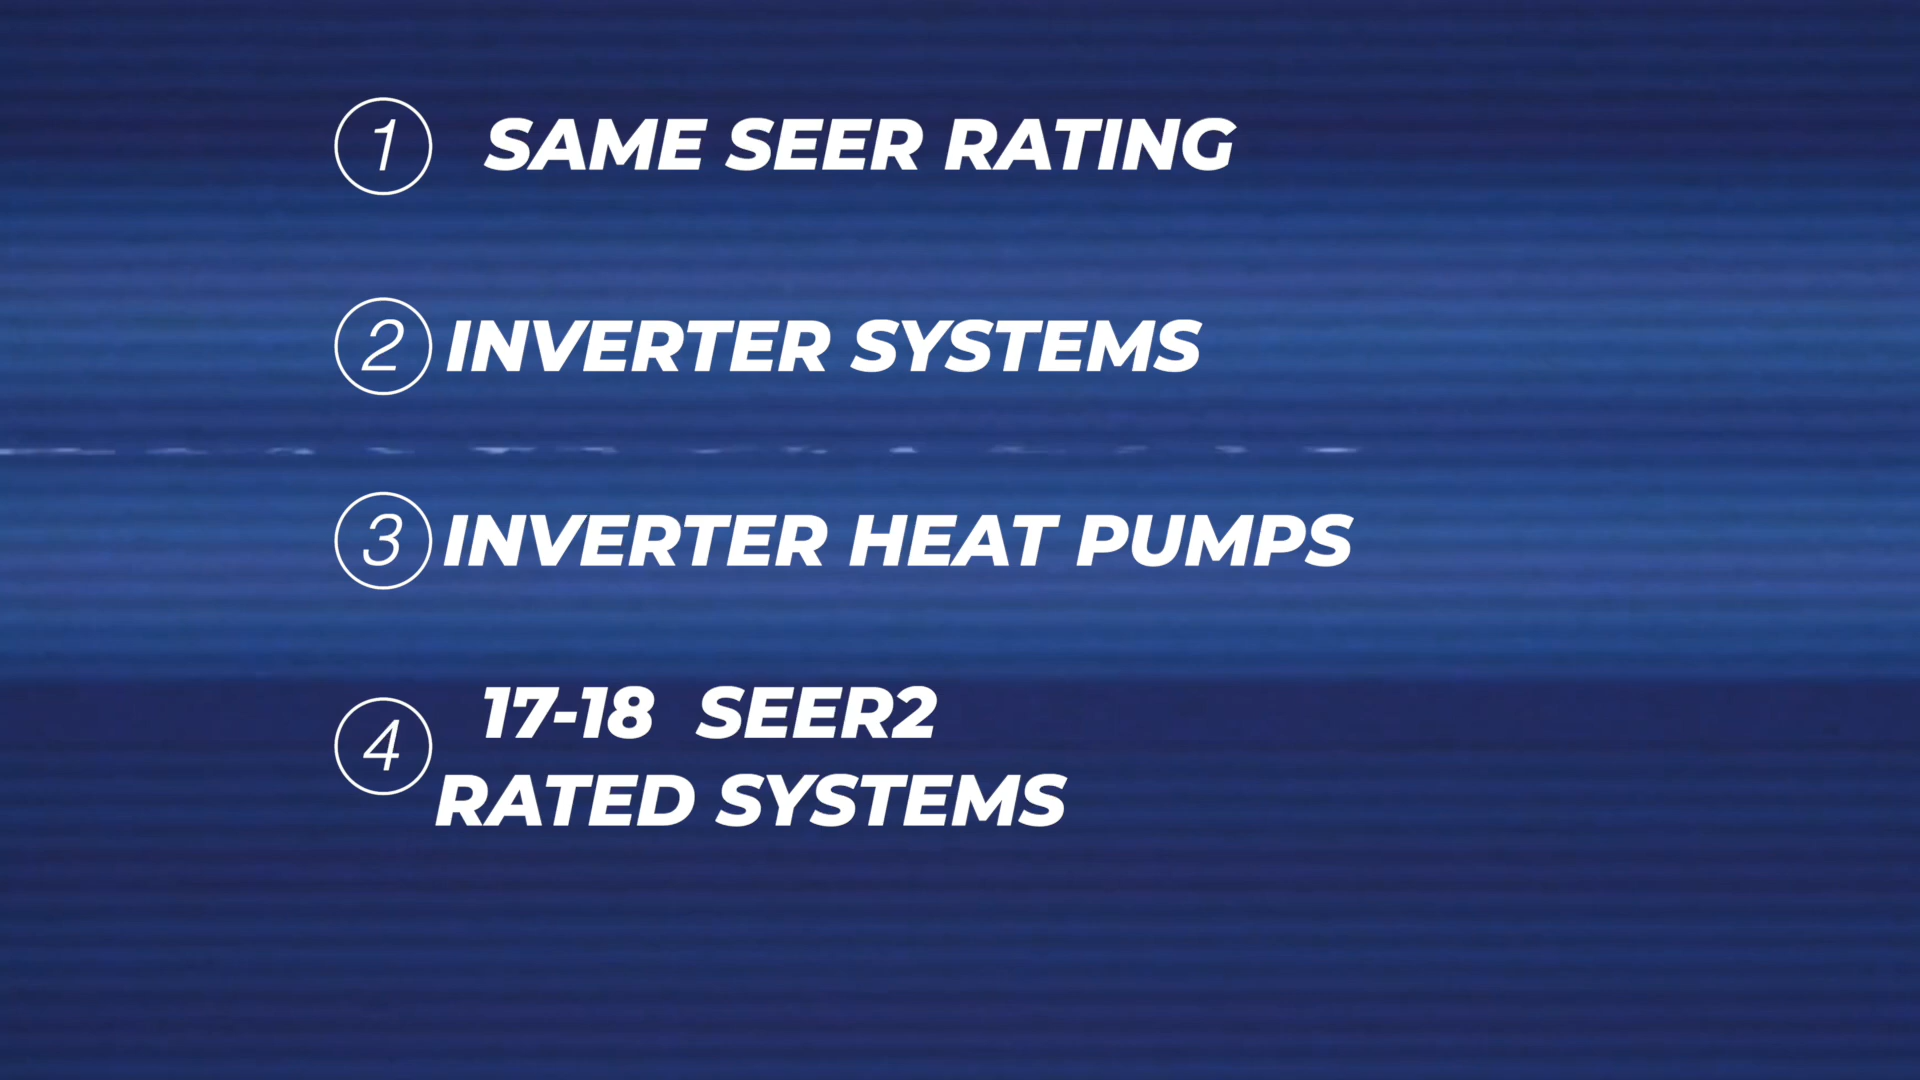 1 SAME SEER RATING
2 INVERTER SYSTEMS
3 INVERTER HEAT PUMPS
4 17-18 SEER2
RATED SYSTEMS